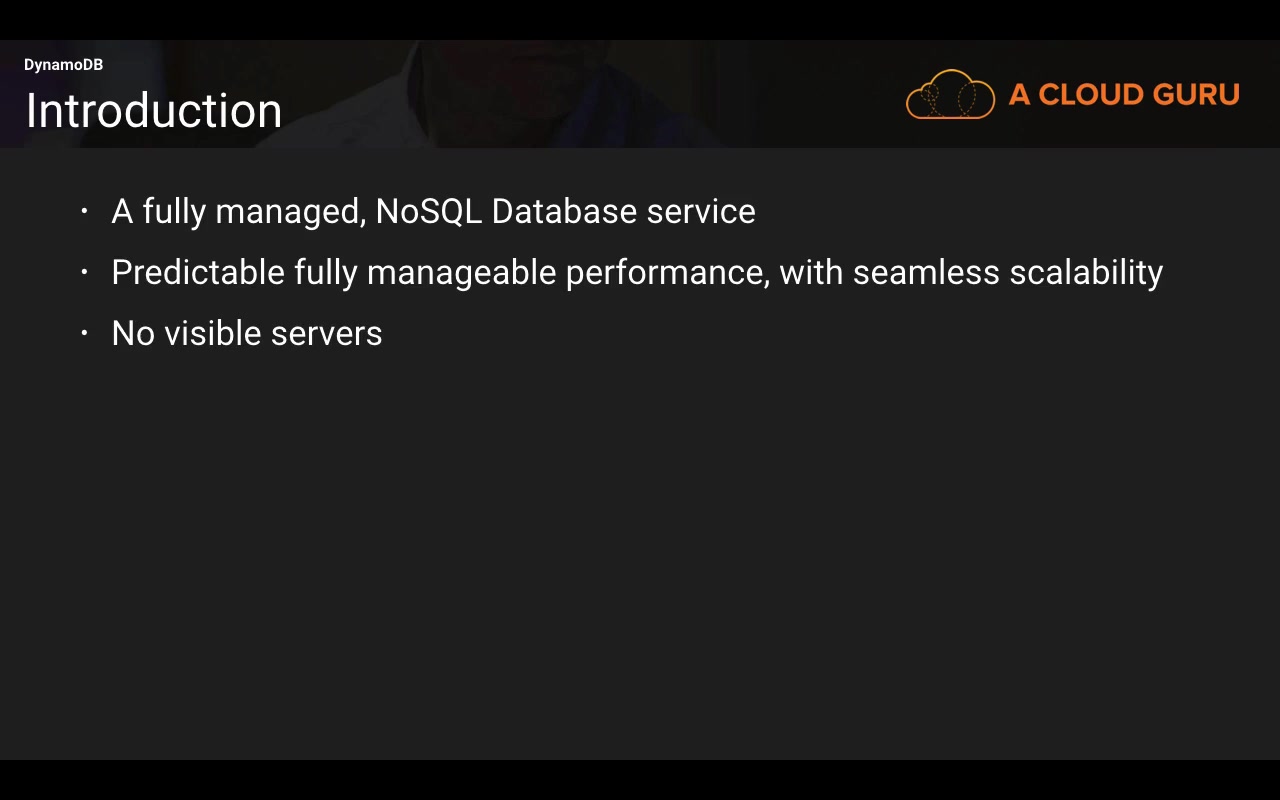 DynamoDB
Introduction
A CLOUD GURU
• A fully managed, NoSQL Database service
• Predictable fully manageable performance, with seamless scalability
• No visible servers